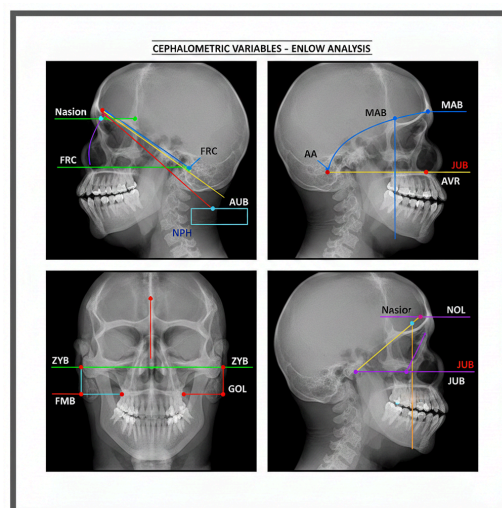 CEPHALOMETRIC VARIABLES – ENLOW ANALYSIS
Nasion
FRC
FRC
AUB
NPH
MAB
MAB
AA
JUB
AVR
ZYB
ZYB
FMB
GOL
Nasior
NOL
JUB
JUB